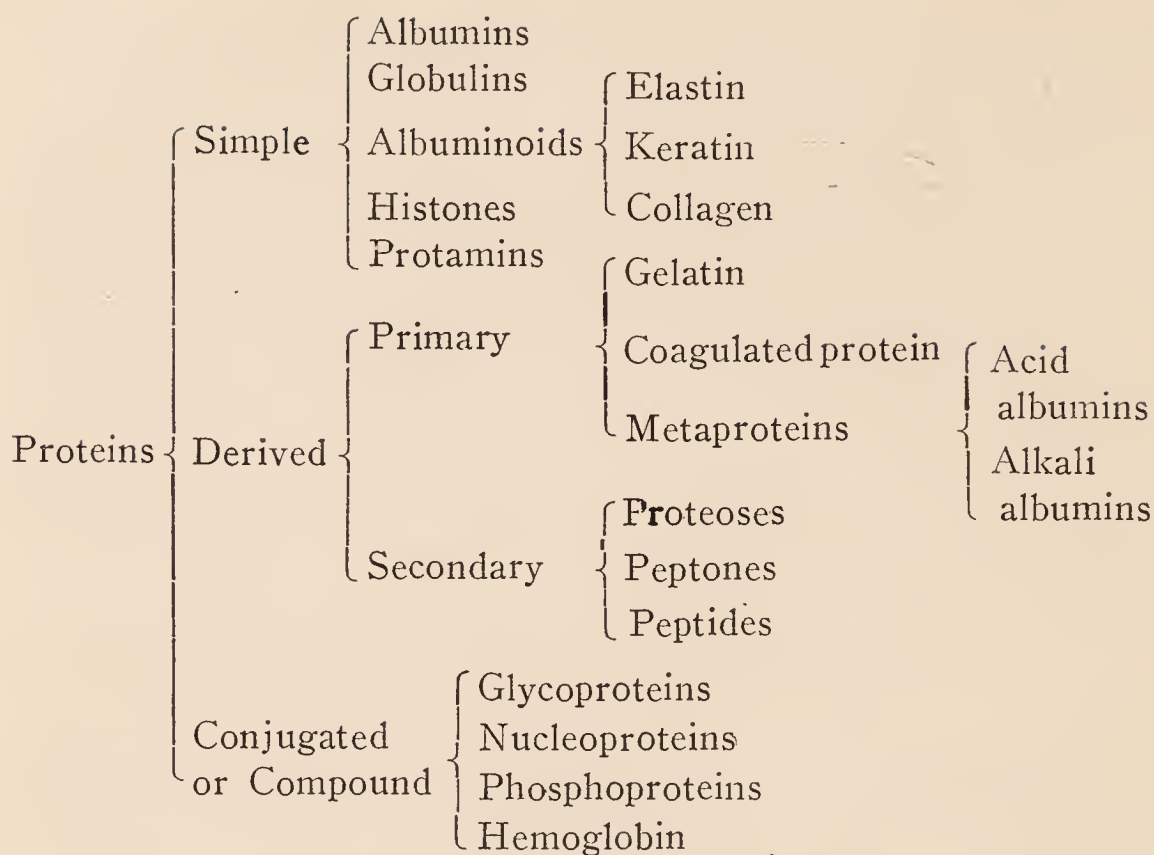 Proteins
Simple
Albumins
Globulins
Albuminoids
Elastin
Keratin
Collagen
Histones
Protamins
Derived
Primary
Gelatin
Coagulated protein
Metaproteins
Acid
albumins
Alkali
albumins
Secondary
Proteoses
Peptones
Peptides
Conjugated
or Compound
Glycoproteins
Nucleoproteins
Phosphoproteins
Hemoglobin